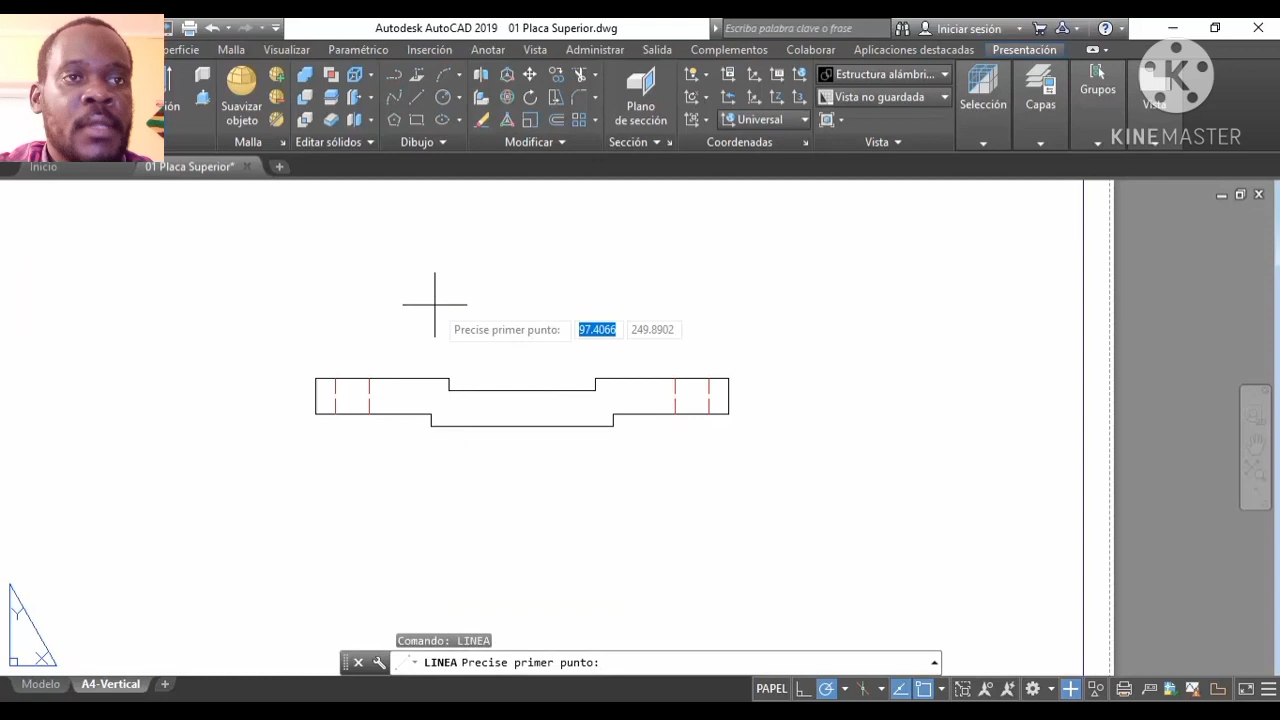 Autodesk AutoCAD 2019 01 Placa Superior.dwg
Escriba palabra clave o frase
Iniciar sesión
Malla Visualizar Paramétrico Inserción Anotar Vista Administrar Salida Complementos Colaborar Aplicaciones destacadas Presentación
Suavizar
objeto
Plano
de sección
Universal
Estructura alámbri...
Vista no guardada
Selección
Capas
Grupos
Vista
K
KINEMASTER
Malla Editar sólidos Dibujo Modificar Sección Coordenadas Vista
Inicio 01 Placa Superior*
Precise primer punto: 97.4066 249.8902
Y
X
Comando: LINEA
LINEA Precise primer punto:
Modelo A4-Vertical
PAPEL